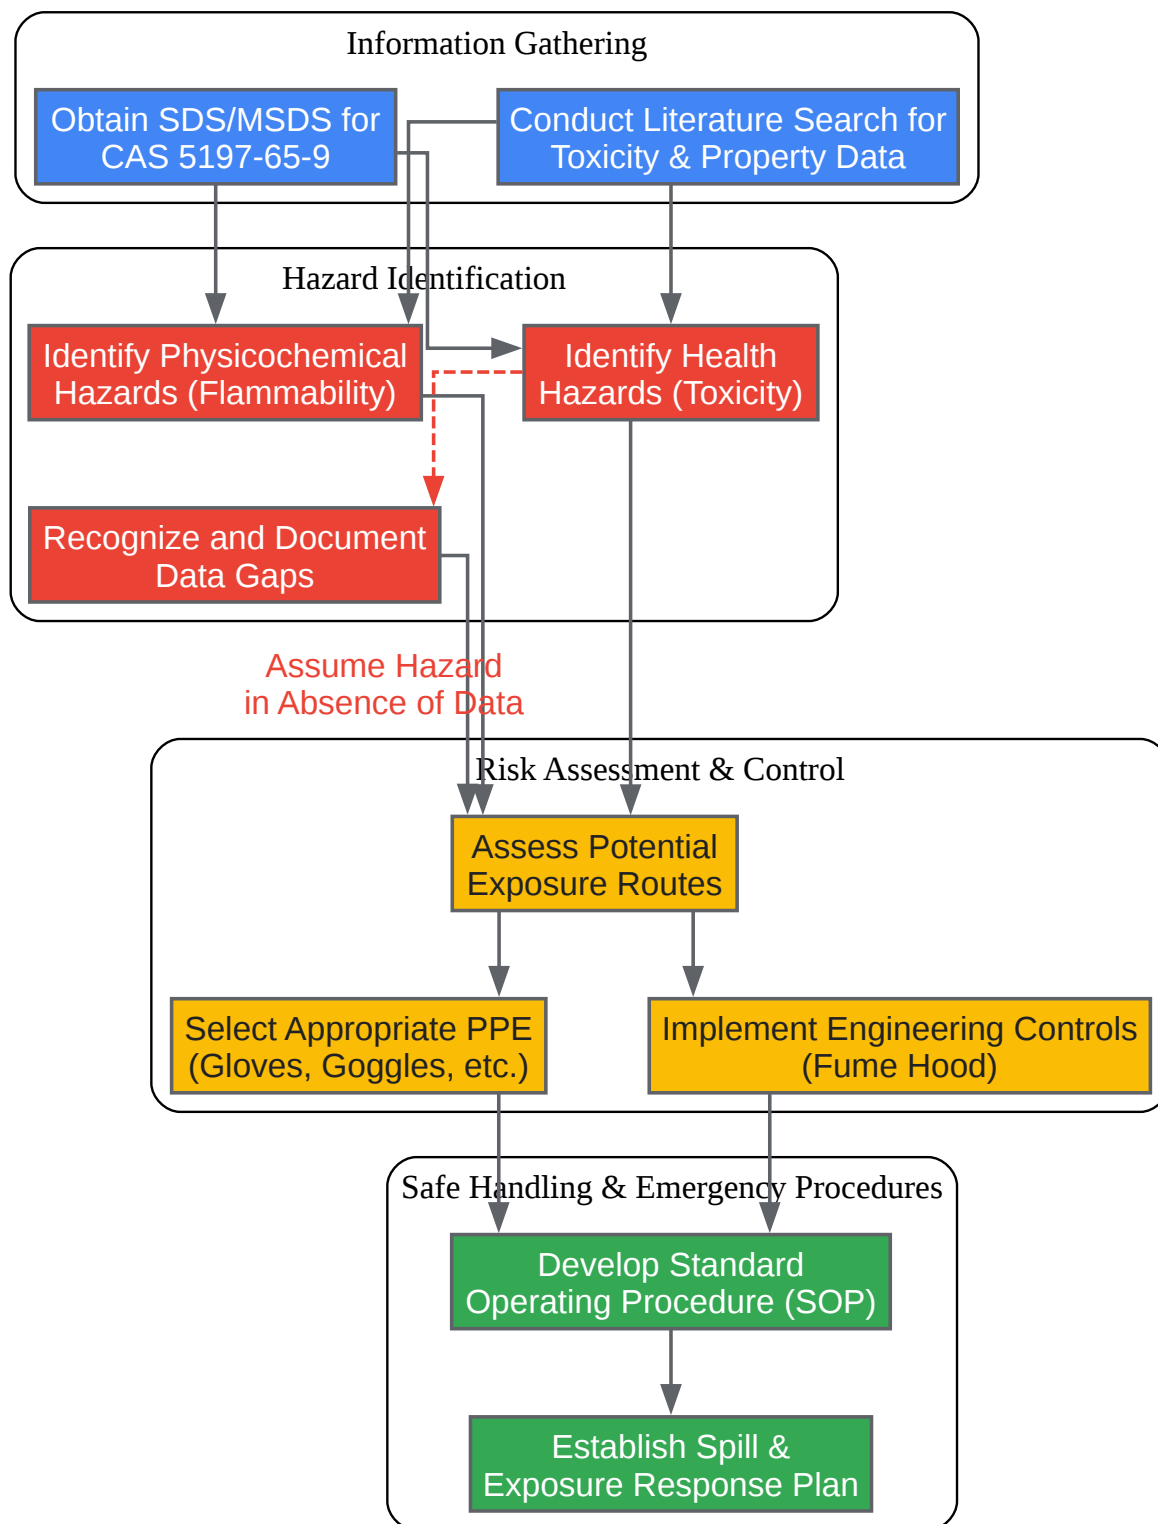 Information Gathering
Obtain SDS/MSDS for
CAS 5197-65-9
Conduct Literature Search for
Toxicity & Property Data
Hazard Identification
Identify Physicochemical
Hazards (Flammability)
Identify Health
Hazards (Toxicity)
Recognize and Document
Data Gaps
Assume Hazard
in Absence of Data
Risk Assessment & Control
Assess Potential
Exposure Routes
Select Appropriate PPE
(Gloves, Goggles, etc.)
Implement Engineering Controls
(Fume Hood)
Safe Handling & Emergency Procedures
Develop Standard
Operating Procedure (SOP)
Establish Spill &
Exposure Response Plan